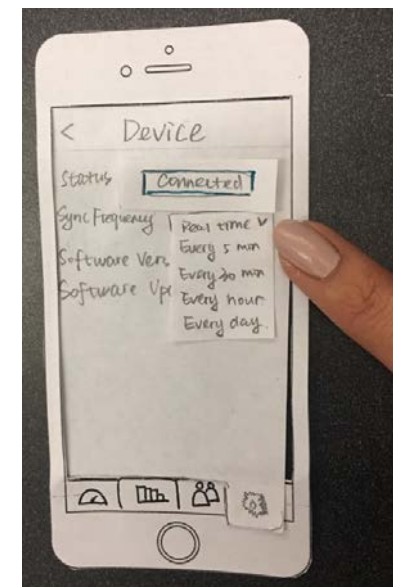 < Device
Status Connected
Sync Frequency Real time ∨
Every 5 min
Software Vers Every 30 min
Software Up Every hour
Every day.